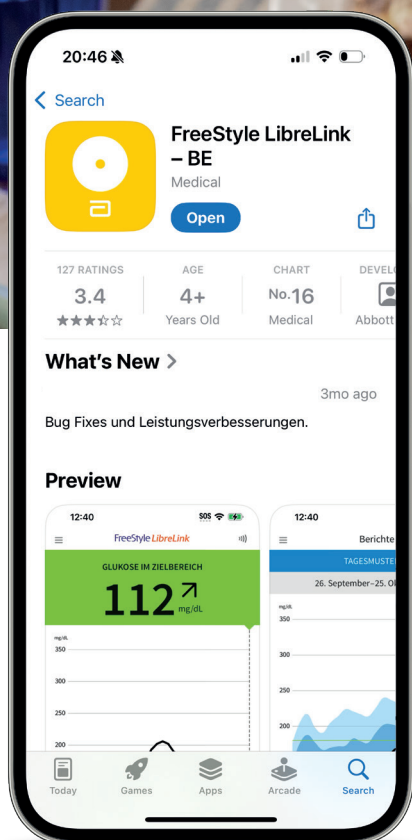 20:46
Search
FreeStyle LibreLink
– BE
Medical
Open
127 RATINGS
3.4
AGE
4+
Years Old
CHART
No.16
Medical
DEVEL
Abbott
What's New
3mo ago
Bug Fixes und Leistungsverbesserungen.
Preview
12:40
SOS
FreeStyle LibreLink
GLUKOSE IM ZIELBEREICH
112 mg/dL
mg/dL
350
300
250
200
12:40
Berichte
TAGESMUSTE
26. September–25. Ok
mg/dL
350
300
250
200
Today
Games
Apps
Arcade
Search